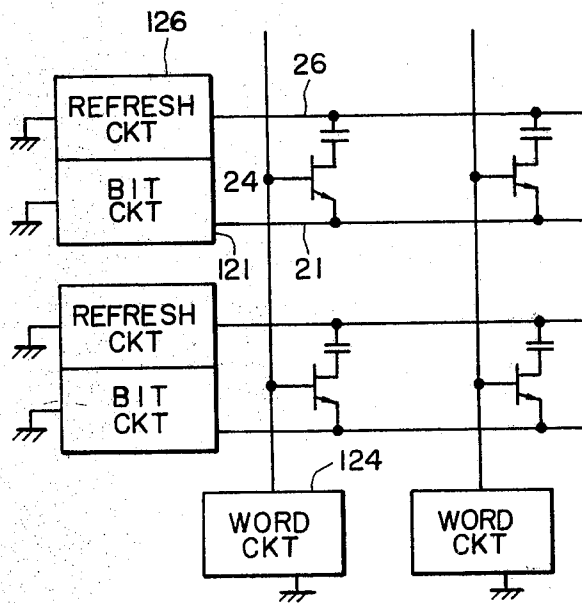 126
REFRESH
CKT
26
BIT
CKT
24
121
21
REFRESH
CKT
BIT
CKT
124
WORD
CKT
WORD
CKT